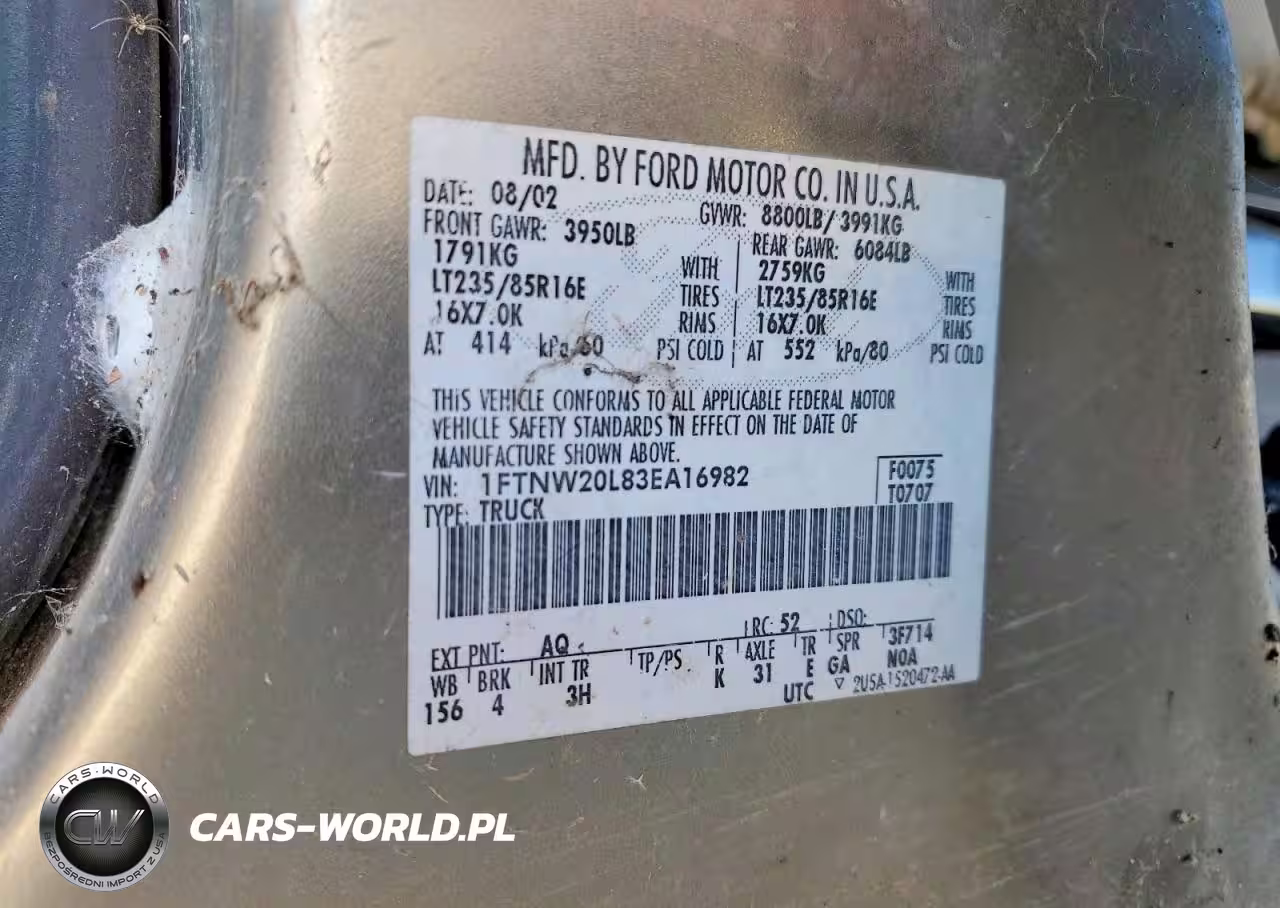 MFD. BY FORD MOTOR CO. IN U.S.A.
DATE: 08/02 GVWR: 8800LB/ 3991KG
FRONT GAWR: 3950LB REAR GAWR: 6084LB
1791KG WITH 2759KG WITH
LT235/85R16E TIRES LT235/85R16E TIRES
16X7.0K RIMS 16X7.0K RIMS
AT 414 kPa/60 PSI COLD AT 552 kPa/80 PSI COLD
THIS VEHICLE CONFORMS TO ALL APPLICABLE FEDERAL MOTOR
VEHICLE SAFETY STANDARDS IN EFFECT ON THE DATE OF
MANUFACTURE SHOWN ABOVE.
VIN: 1FTNW20L83EA16982 F0075
TYPE: TRUCK T0707
EXT PNT: AQ RC: 52 DSO:
WB BRK INT TR TP/PS R AXLE TR SPR 3F714
156 4 3H K 31 E GA NOA
UTC ▽ 2U5A-1520472-AA
CARS-WORLD
CW
BEZPOŚREDNI IMPORT Z USA
CARS-WORLD.PL